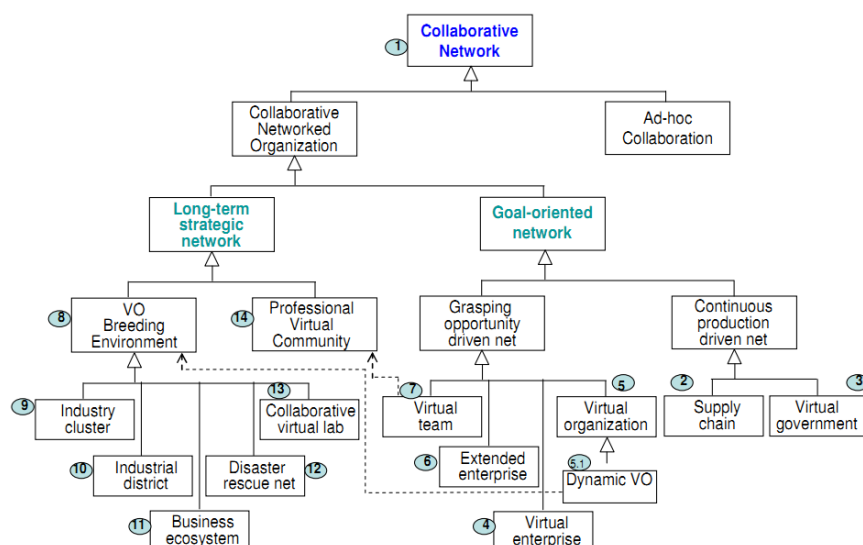 Collaborative
Network
1
Collaborative
Networked
Organization
Ad-hoc
Collaboration
Long-term
strategic
network
Goal-oriented
network
8
VO
Breeding
Environment
14
Professional
Virtual
Community
Grasping
opportunity
driven net
Continuous
production
driven net
9
Industry
cluster
13
Collaborative
virtual lab
7
Virtual
team
5
Virtual
organization
2
Supply
chain
3
Virtual
government
10
Industrial
district
Disaster
rescue net
12
6
Extended
enterprise
5.1
Dynamic VO
11
Business
ecosystem
4
Virtual
enterprise